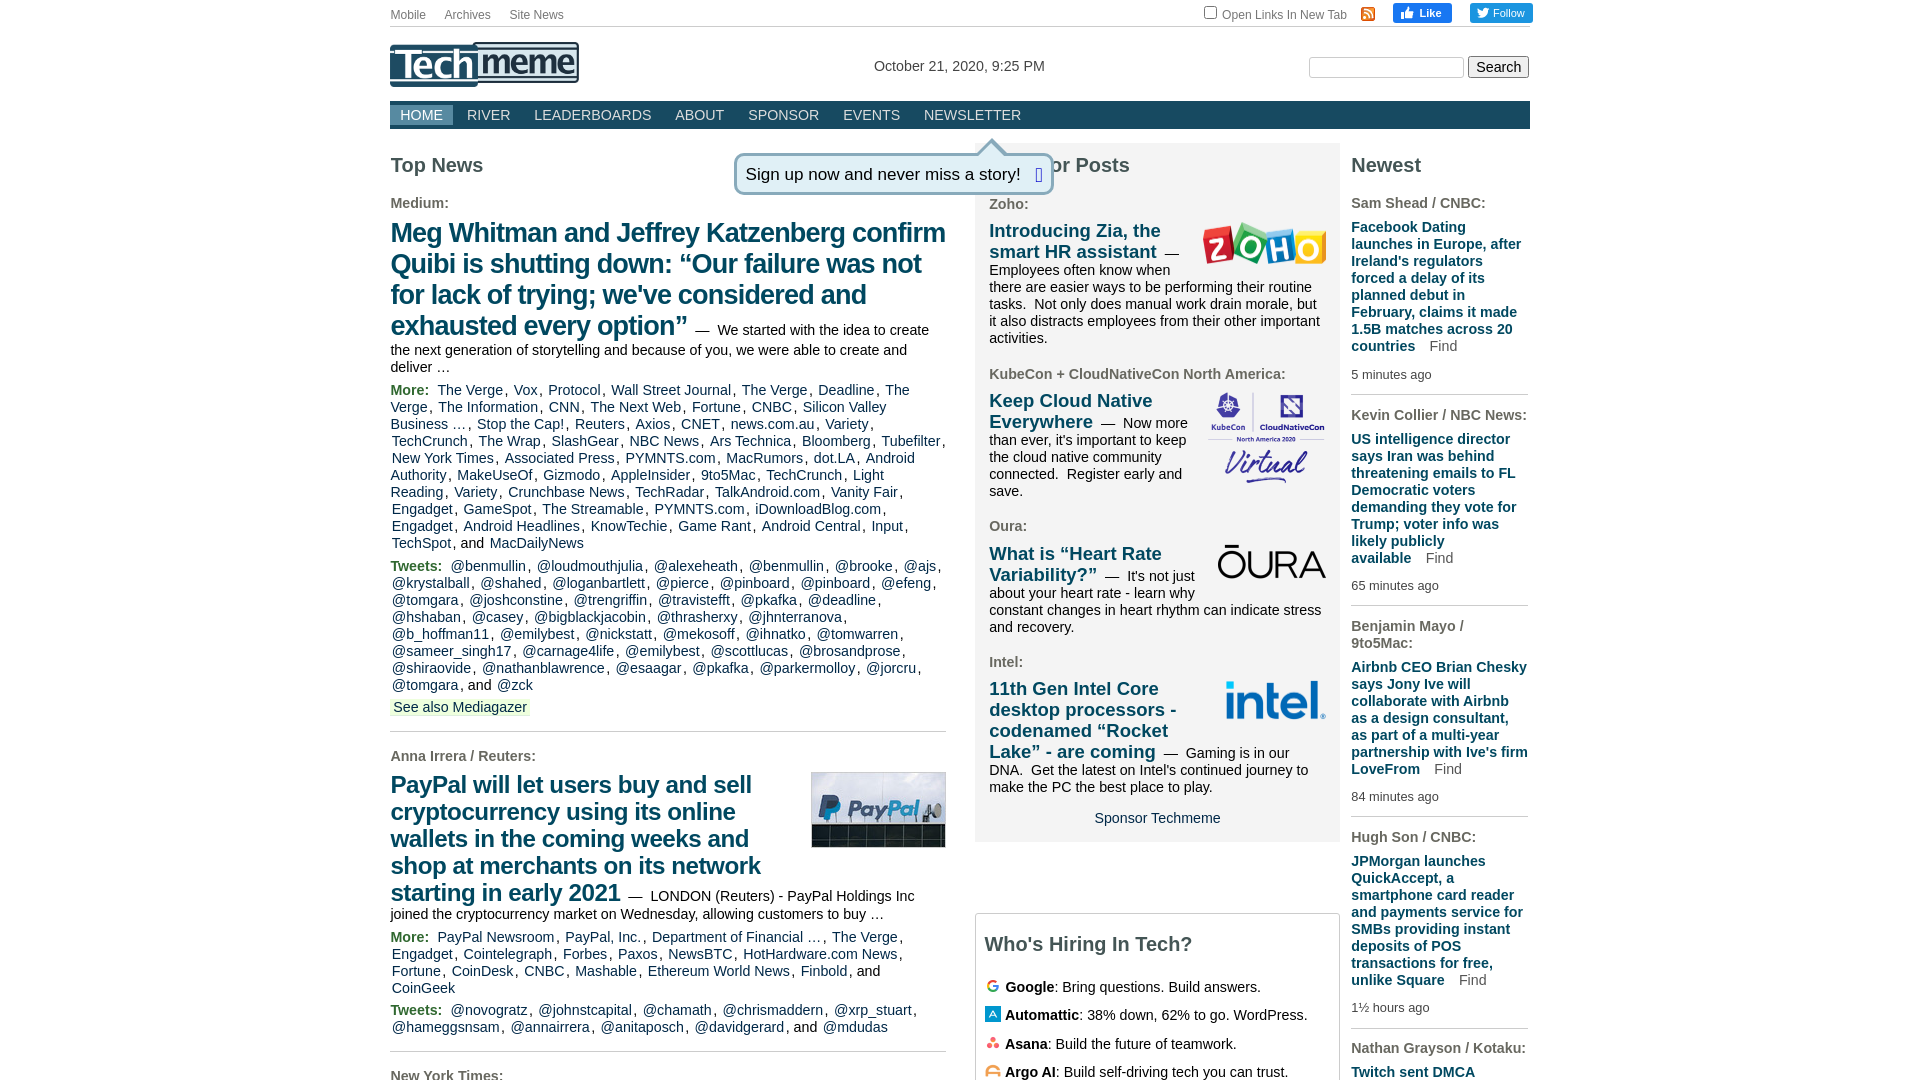 Mobile Archives Site News
Open Links In New Tab Like Follow
Techmeme
October 21, 2020, 9:25 PM
Search
HOME RIVER LEADERBOARDS ABOUT SPONSOR EVENTS NEWSLETTER
Sign up now and never miss a story!
Top News
Medium:
Meg Whitman and Jeffrey Katzenberg confirm
Quibi is shutting down: “Our failure was not
for lack of trying; we've considered and
exhausted every option” — We started with the idea to create
the next generation of storytelling and because of you, we were able to create and
deliver …
More: The Verge, Vox, Protocol, Wall Street Journal, The Verge, Deadline, The
Verge, The Information, CNN, The Next Web, Fortune, CNBC, Silicon Valley
Business …, Stop the Cap!, Reuters, Axios, CNET, news.com.au, Variety,
TechCrunch, The Wrap, SlashGear, NBC News, Ars Technica, Bloomberg, Tubefilter,
New York Times, Associated Press, PYMNTS.com, MacRumors, dot.LA, Android
Authority, MakeUseOf, Gizmodo, AppleInsider, 9to5Mac, TechCrunch, Light
Reading, Variety, Crunchbase News, TechRadar, TalkAndroid.com, Vanity Fair,
Engadget, GameSpot, The Streamable, PYMNTS.com, iDownloadBlog.com,
Engadget, Android Headlines, KnowTechie, Game Rant, Android Central, Input,
TechSpot, and MacDailyNews
Tweets: @benmullin, @loudmouthjulia, @alexeheath, @benmullin, @brooke, @ajs,
@krystalball, @shahed, @loganbartlett, @pierce, @pinboard, @pinboard, @efeng,
@tomgara, @joshconstine, @trengriffin, @travistefft, @pkafka, @deadline,
@hshaban, @casey, @bigblackjacobin, @thrasherxy, @jhnterranova,
@b_hoffman11, @emilybest, @nickstatt, @mekosoff, @ihnatko, @tomwarren,
@sameer_singh17, @carnage4life, @emilybest, @scottlucas, @brosandprose,
@shiraovide, @nathanblawrence, @esaagar, @pkafka, @parkermolloy, @jorcru,
@tomgara, and @zck
See also Mediagazer
Anna Irrera / Reuters:
PayPal will let users buy and sell
cryptocurrency using its online
wallets in the coming weeks and
shop at merchants on its network
starting in early 2021 — LONDON (Reuters) - PayPal Holdings Inc
joined the cryptocurrency market on Wednesday, allowing customers to buy …
PayPal
More: PayPal Newsroom, PayPal, Inc., Department of Financial …, The Verge,
Engadget, Cointelegraph, Forbes, Paxos, NewsBTC, HotHardware.com News,
Fortune, CoinDesk, CNBC, Mashable, Ethereum World News, Finbold, and
CoinGeek
Tweets: @novogratz, @johnstcapital, @chamath, @chrismaddern, @xrp_stuart,
@hameggsnsam, @annairrera, @anitaposch, @davidgerard, and @mdudas
New York Times:
or Posts
Zoho:
Introducing Zia, the
smart HR assistant —
Employees often know when
there are easier ways to be performing their routine
tasks. Not only does manual work drain morale, but
it also distracts employees from their other important
activities.
ZOHO
KubeCon + CloudNativeCon North America:
Keep Cloud Native
Everywhere — Now more
than ever, it's important to keep
the cloud native community
connected. Register early and
save.
KubeCon CloudNativeCon
North America 2020
Virtual
Oura:
What is “Heart Rate
Variability?” — It's not just
about your heart rate - learn why
constant changes in heart rhythm can indicate stress
and recovery.
ŌURA
Intel:
11th Gen Intel Core
desktop processors -
codenamed “Rocket
Lake” - are coming — Gaming is in our
DNA. Get the latest on Intel's continued journey to
make the PC the best place to play.
intel
Sponsor Techmeme
Who's Hiring In Tech?
Google: Bring questions. Build answers.
Automattic: 38% down, 62% to go. WordPress.
Asana: Build the future of teamwork.
Argo AI: Build self-driving tech you can trust.
Newest
Sam Shead / CNBC:
Facebook Dating
launches in Europe, after
Ireland's regulators
forced a delay of its
planned debut in
February, claims it made
1.5B matches across 20
countries Find
5 minutes ago
Kevin Collier / NBC News:
US intelligence director
says Iran was behind
threatening emails to FL
Democratic voters
demanding they vote for
Trump; voter info was
likely publicly
available Find
65 minutes ago
Benjamin Mayo /
9to5Mac:
Airbnb CEO Brian Chesky
says Jony Ive will
collaborate with Airbnb
as a design consultant,
as part of a multi-year
partnership with Ive's firm
LoveFrom Find
84 minutes ago
Hugh Son / CNBC:
JPMorgan launches
QuickAccept, a
smartphone card reader
and payments service for
SMBs providing instant
deposits of POS
transactions for free,
unlike Square Find
1½ hours ago
Nathan Grayson / Kotaku:
Twitch sent DMCA